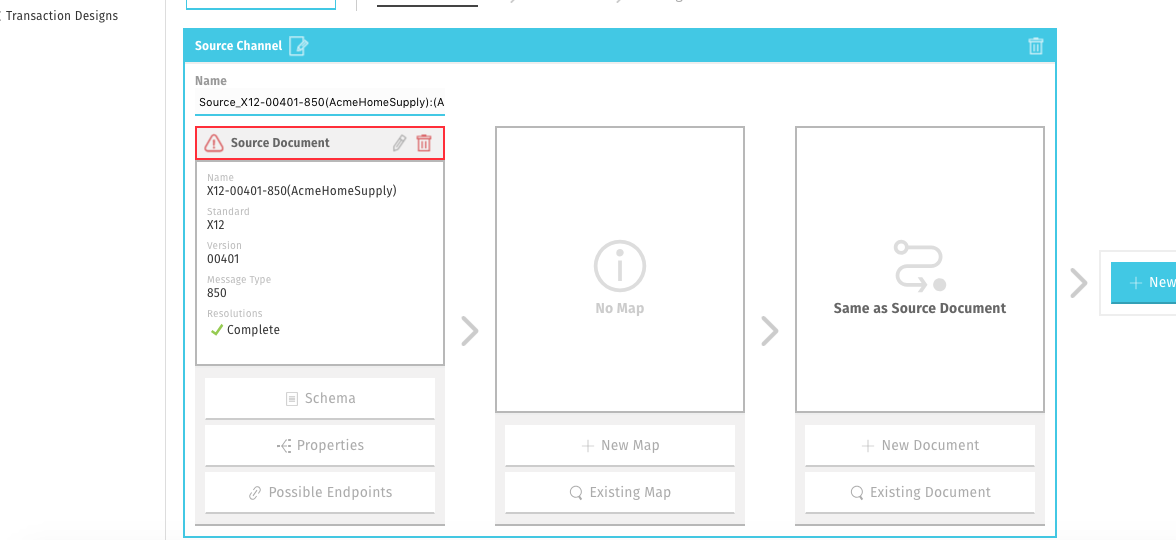 Transaction Designs
Source Channel
Name
Source_X12-00401-850(AcmeHomeSupply):(A
Source Document
Name
X12-00401-850(AcmeHomeSupply)
Standard
X12
Version
00401
Message Type
850
Resolutions
Complete
Schema
Properties
Possible Endpoints
No Map
New Map
Existing Map
Same as Source Document
New Document
Existing Document
New